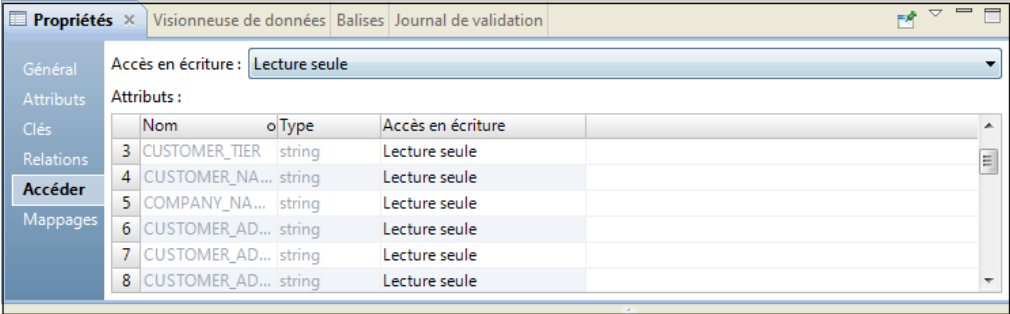 Propriétés Visionneuse de données Balises Journal de validation
Général
Attributs
Clés
Relations
Accéder
Mappages
Accès en écriture : Lecture seule
Attributs :
Nom Type Accès en écriture
3 CUSTOMER_TIER string Lecture seule
4 CUSTOMER_NA... string Lecture seule
5 COMPANY_NA... string Lecture seule
6 CUSTOMER_AD... string Lecture seule
7 CUSTOMER_AD... string Lecture seule
8 CUSTOMER_AD... string Lecture seule